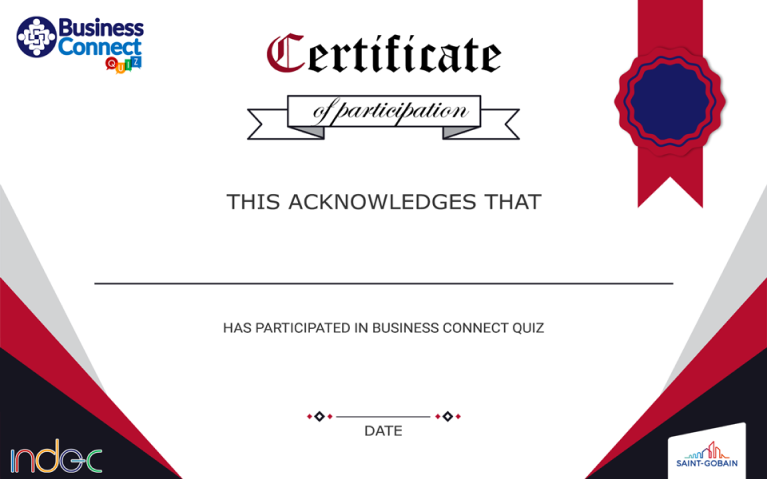 Business
Connect
QUIZ
Certificate
of participation
THIS ACKNOWLEDGES THAT
HAS PARTICIPATED IN BUSINESS CONNECT QUIZ
DATE
indec
SAINT-GOBAIN